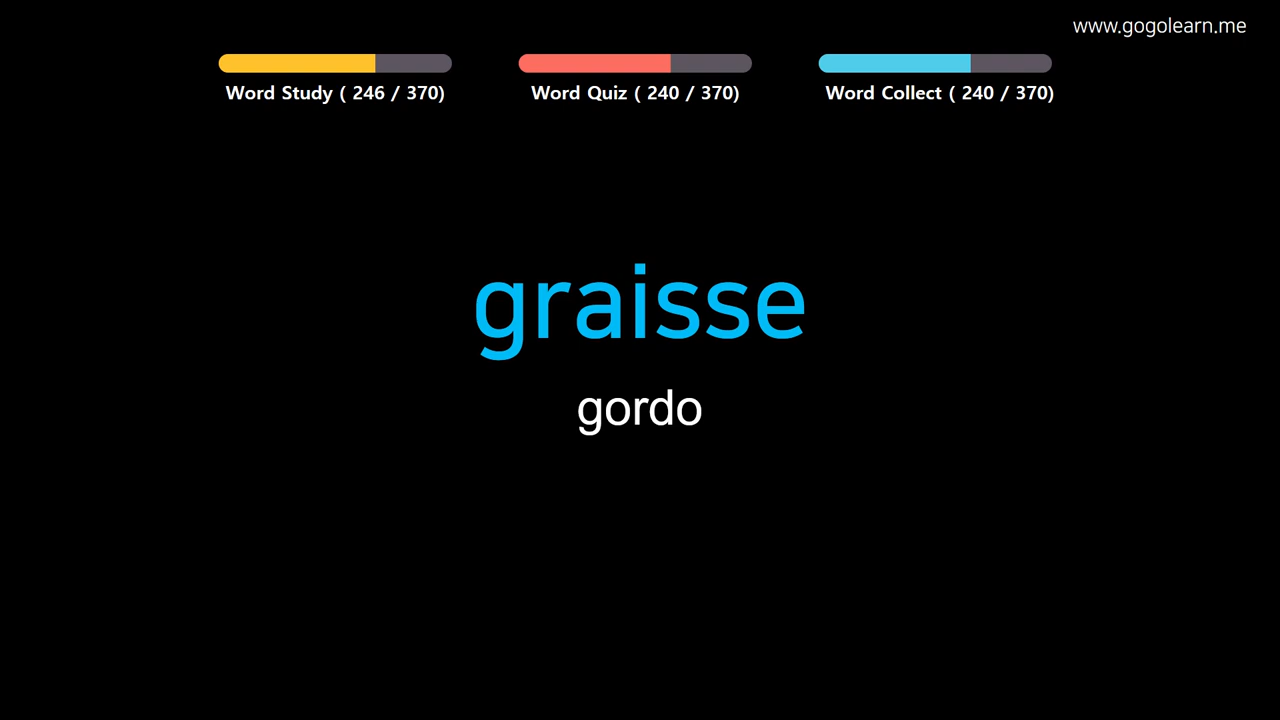 www.gogolearn.me
Word Study ( 246 / 370)
Word Quiz ( 240 / 370)
Word Collect ( 240 / 370)
graisse
gordo